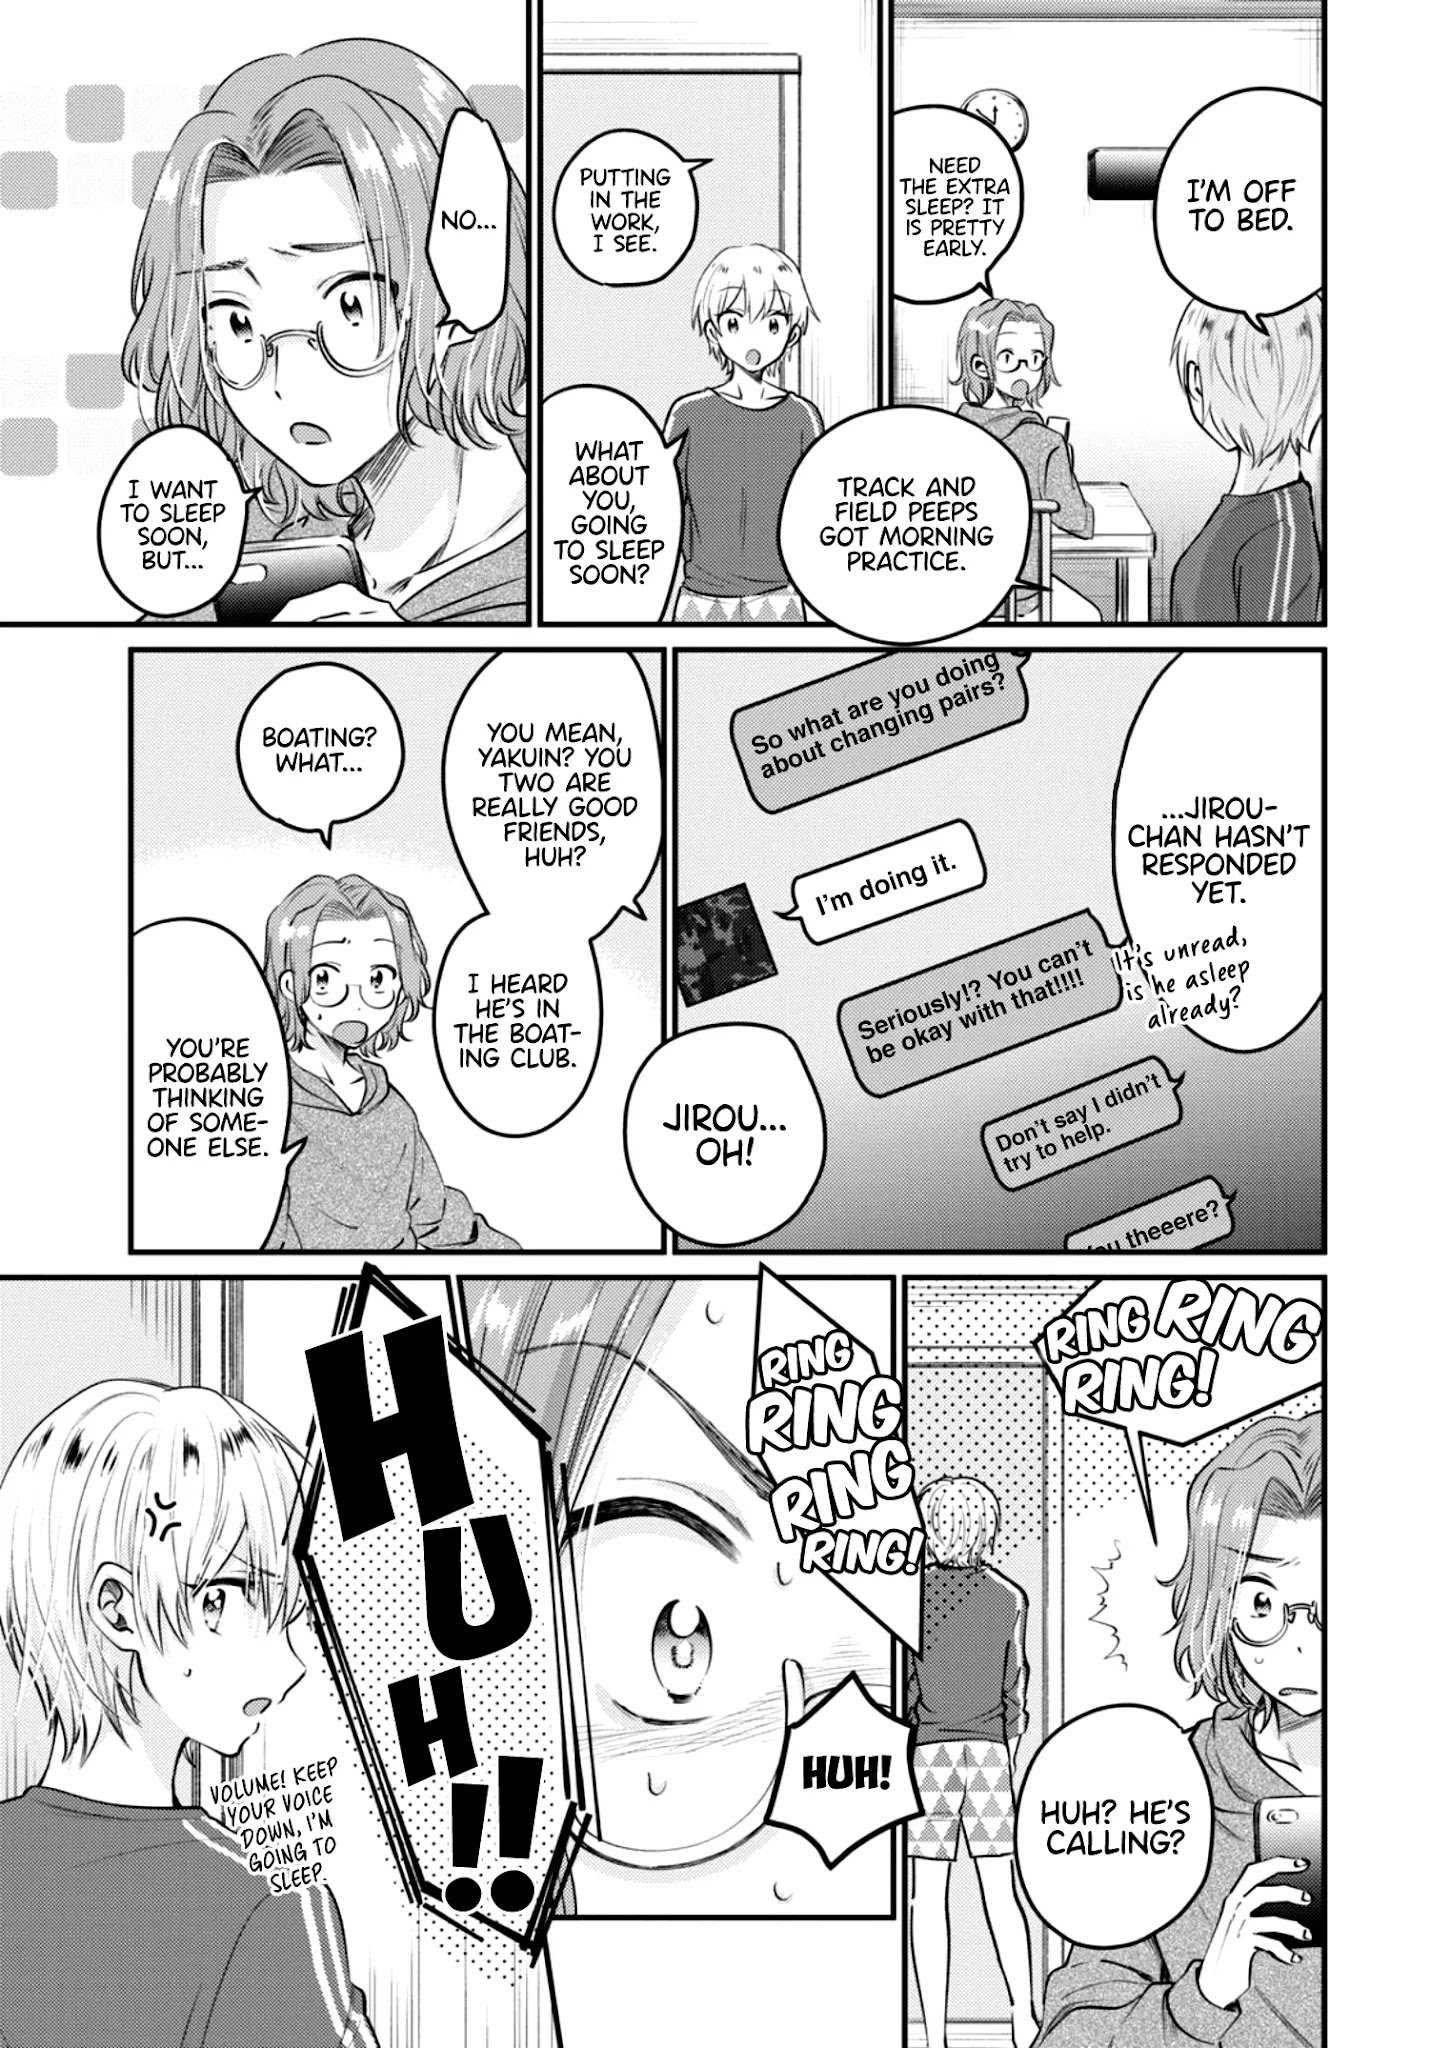 I'M OFF
TO BED.
NEED
THE EXTRA
SLEEP? IT
IS PRETTY
EARLY.
TRACK AND
FIELD PEEPS
GOT MORNING
PRACTICE.
PUTTING
IN THE
WORK,
I SEE.
WHAT
ABOUT
YOU,
GOING
TO SLEEP
SOON?
NO...
I WANT
TO SLEEP
SOON,
BUT...
...JIROU-
CHAN HASN'T
RESPONDED
YET.
It's unread,
is he asleep
already?
So what are you doing
about changing pairs?
I'm doing it.
Seriously!? You can't
be okay with that!!!!
Don't say I didn't
try to help.
You theeeere?
JIROU...
OH!
YOU MEAN,
YAKUIN? YOU
TWO ARE
REALLY GOOD
FRIENDS,
HUH?
I HEARD
HE'S IN
THE BOAT-
ING CLUB.
BOATING?
WHAT...
YOU'RE
PROBABLY
THINKING
OF SOME-
ONE ELSE.
RING RING
RING!
HUH? HE'S
CALLING?
RING
RING
RING
RING!
HUH!
HUH!!
VOLUME! KEEP
YOUR VOICE
DOWN, I'M
GOING TO
SLEEP.